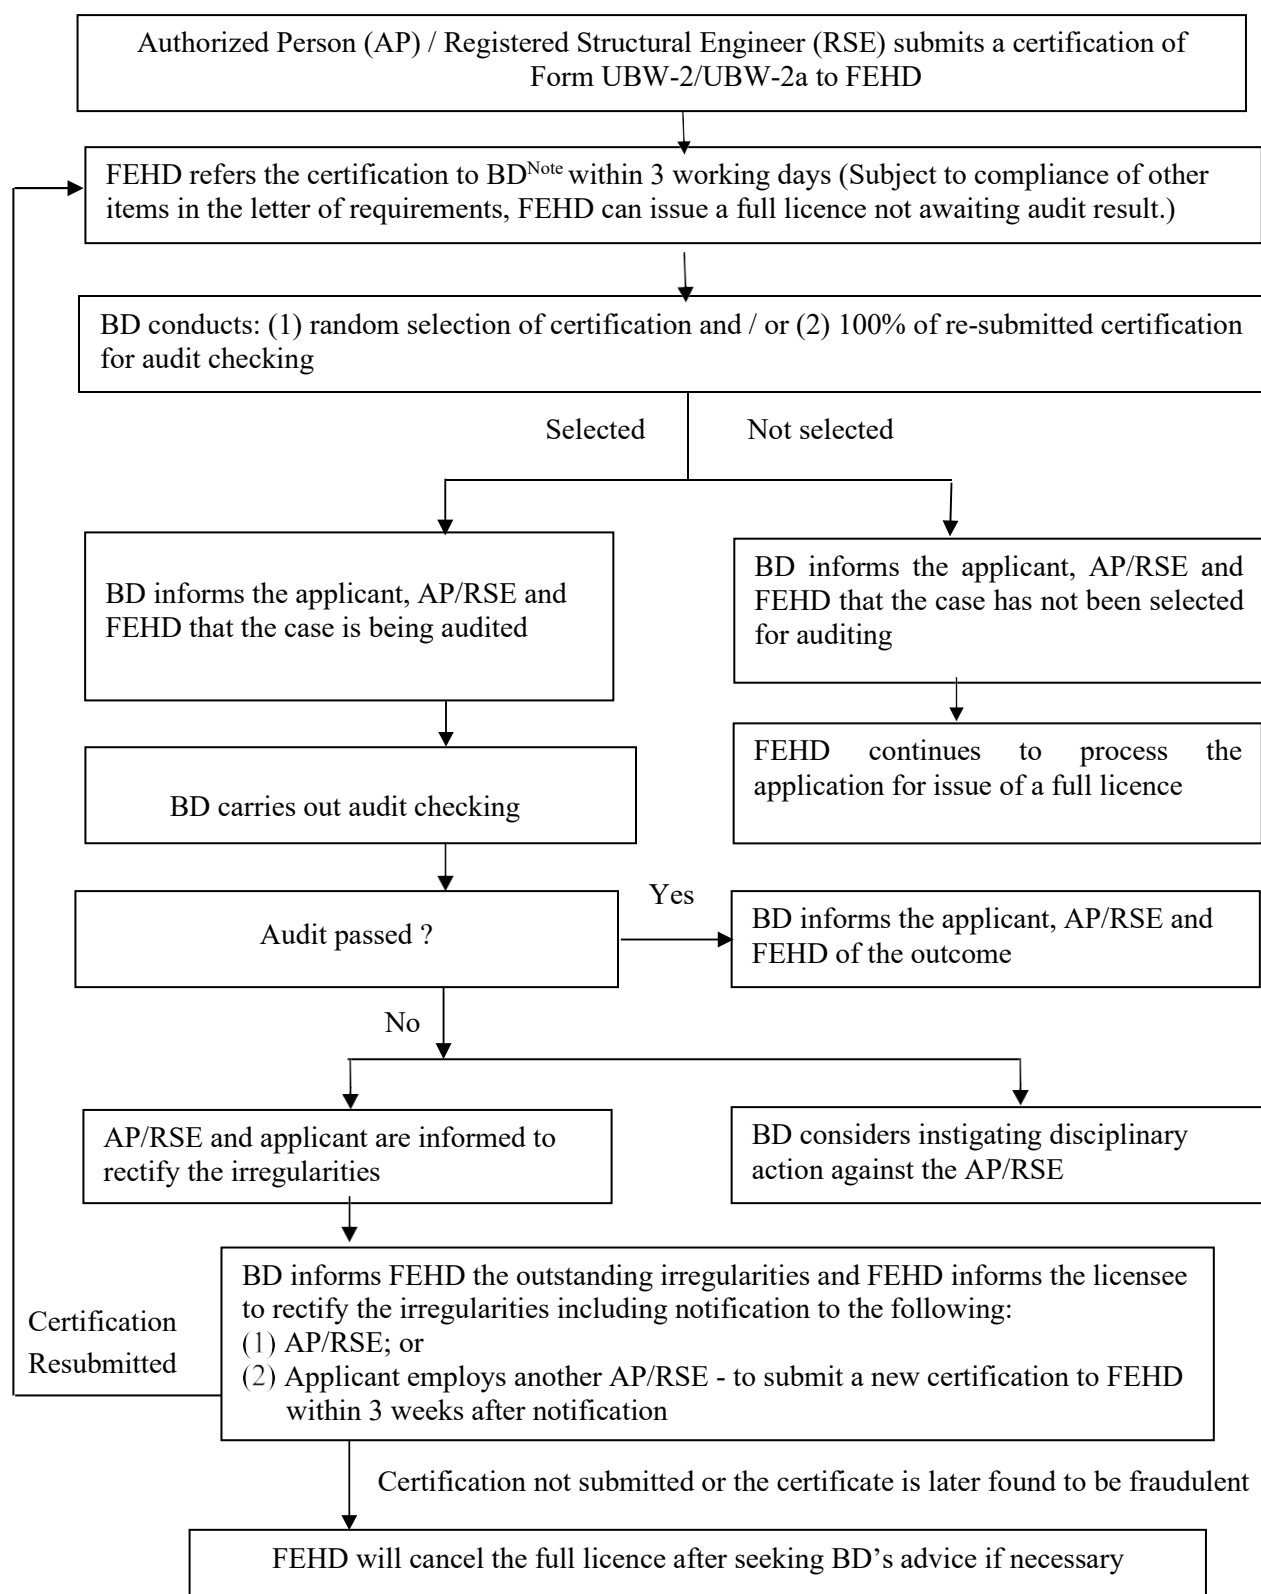 Authorized Person (AP) / Registered Structural Engineer (RSE) submits a certification of
Form UBW-2/UBW-2a to FEHD
FEHD refers the certification to BDNote within 3 working days (Subject to compliance of other
items in the letter of requirements, FEHD can issue a full licence not awaiting audit result.)
BD conducts: (1) random selection of certification and / or (2) 100% of re-submitted certification
for audit checking
Selected
Not selected
BD informs the applicant, AP/RSE and
FEHD that the case is being audited
BD informs the applicant, AP/RSE and
FEHD that the case has not been selected
for auditing
FEHD continues to process the
application for issue of a full licence
BD carries out audit checking
Audit passed ?
Yes
BD informs the applicant, AP/RSE and
FEHD of the outcome
No
AP/RSE and applicant are informed to
rectify the irregularities
BD considers instigating disciplinary
action against the AP/RSE
BD informs FEHD the outstanding irregularities and FEHD informs the licensee
to rectify the irregularities including notification to the following:
(1) AP/RSE; or
(2) Applicant employs another AP/RSE - to submit a new certification to FEHD
within 3 weeks after notification
Certification
Resubmitted
Certification not submitted or the certificate is later found to be fraudulent
FEHD will cancel the full licence after seeking BD’s advice if necessary